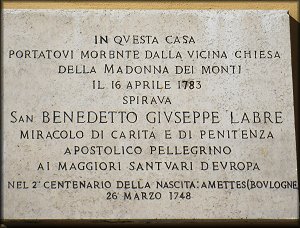 IN QVESTA CASA
PORTATOVI MORENTE DALLA VICINA CHIESA
DELLA MADONNA DEI MONTI
IL 16 APRILE 1783
SPIRAVA
SAN BENEDETTO GIVSEPPE LABRE
MIRACOLO DI CARITA E DI PENITENZA
APOSTOLICO PELLEGRINO
AI MAGGIORI SANTVARI D'EVROPA
NEL 2° CENTENARIO DELLA NASCITA: AMETTES (BOVLOGNE)
26 MARZO 1748